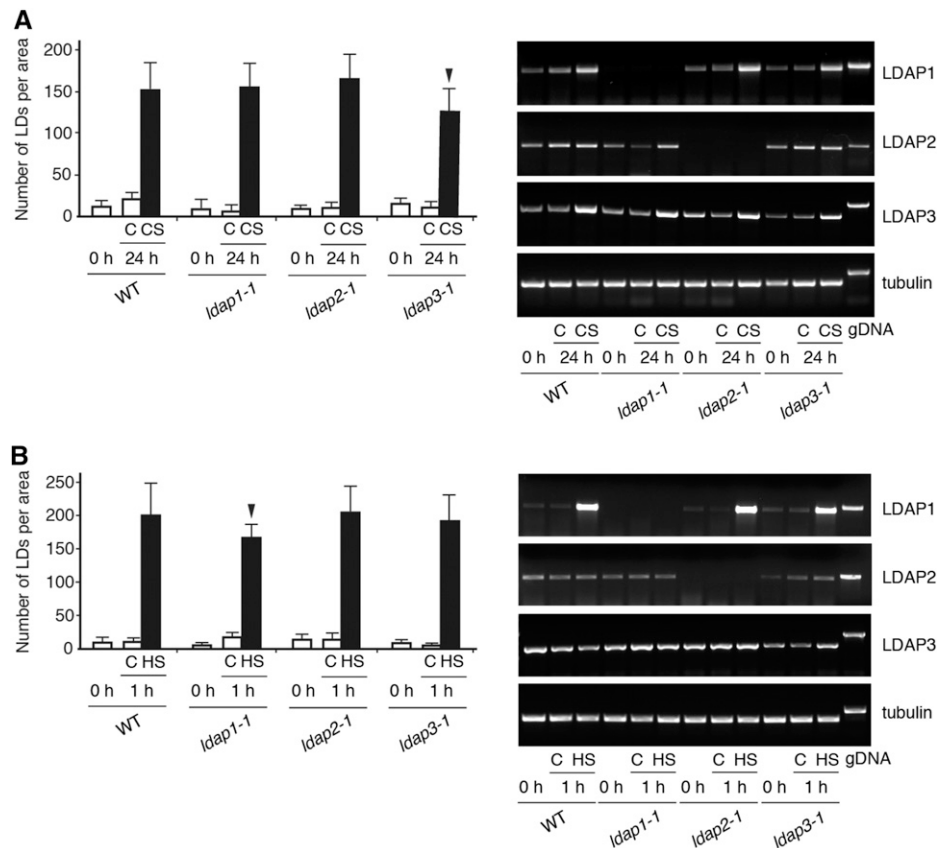 A
Number of LDs per area
200
150
100
50
0
C CS C CS C CS C CS
0 h 24 h 0 h 24 h 0 h 24 h 0 h 24 h
WT ldap1-1 ldap2-1 ldap3-1
LDAP1
LDAP2
LDAP3
tubulin
C CS C CS C CS C CS gDNA
0 h 24 h 0 h 24 h 0 h 24 h 0 h 24 h
WT ldap1-1 ldap2-1 ldap3-1
B
Number of LDs per area
250
200
150
100
50
0
C HS C HS C HS C HS
0 h 1 h 0 h 1 h 0 h 1 h 0 h 1 h
WT ldap1-1 ldap2-1 ldap3-1
LDAP1
LDAP2
LDAP3
tubulin
C HS C HS C HS C HS gDNA
0 h 1 h 0 h 1 h 0 h 1 h 0 h 1 h
WT ldap1-1 ldap2-1 ldap3-1